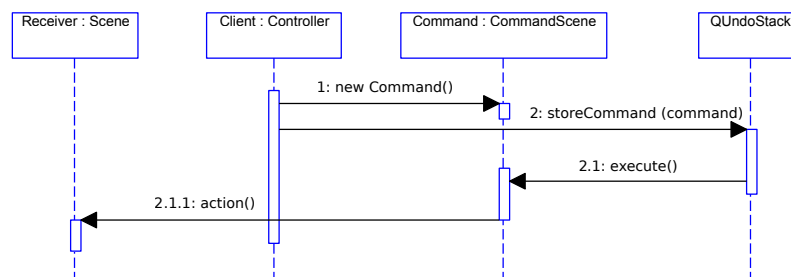 Receiver : Scene
Client : Controller
Command : CommandScene
QUndoStack
1: new Command()
2: storeCommand (command)
2.1: execute()
2.1.1: action()